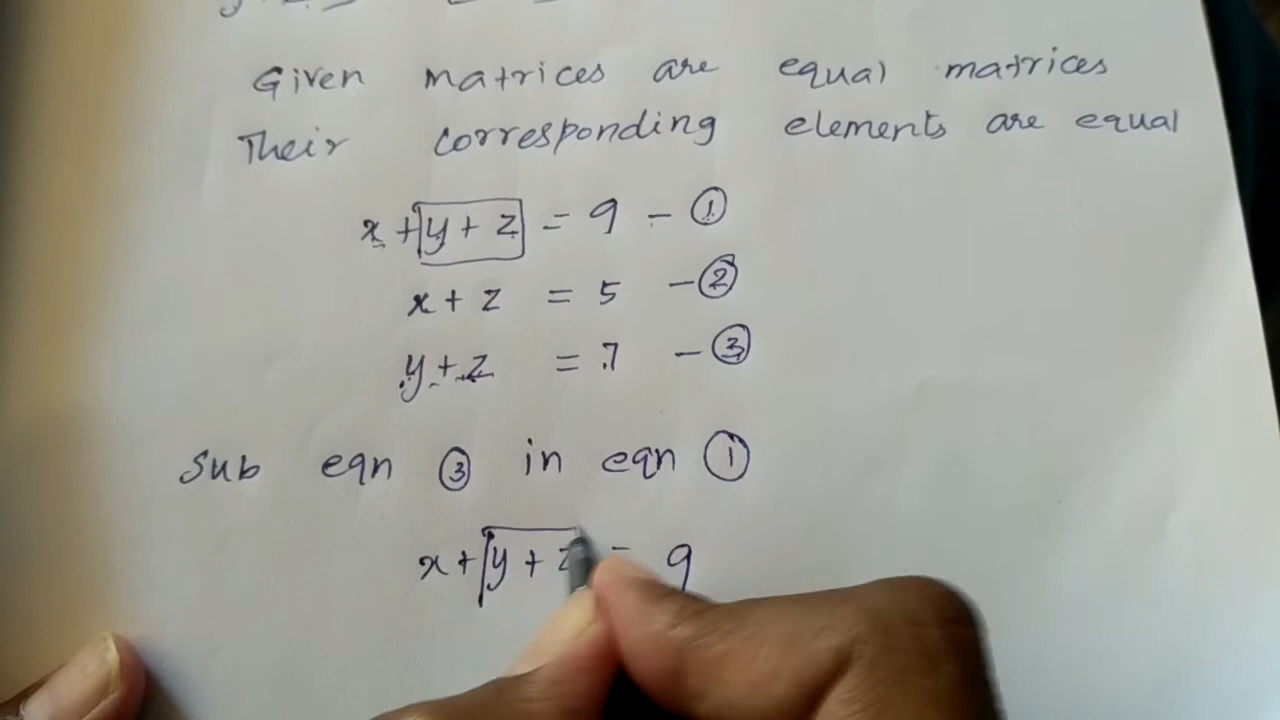 Given matrices are equal matrices
Their corresponding elements are equal
x + y + z = 9 - ①
x + z = 5 - ②
y + z = 7 - ③
Sub eqn ③ in eqn ①
x + y + z = 9